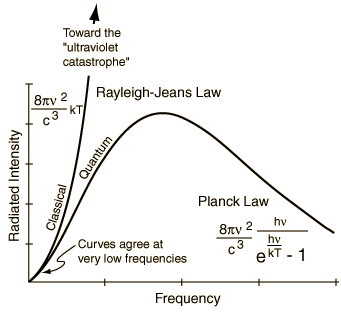 Toward the
"ultraviolet
catastrophe"
Rayleigh-Jeans Law
8πν² / c³ kT
Classical
Quantum
Planck Law
8πν² / c³ hν / e^(hν/kT) - 1
Curves agree at
very low frequencies
Radiated Intensity
Frequency